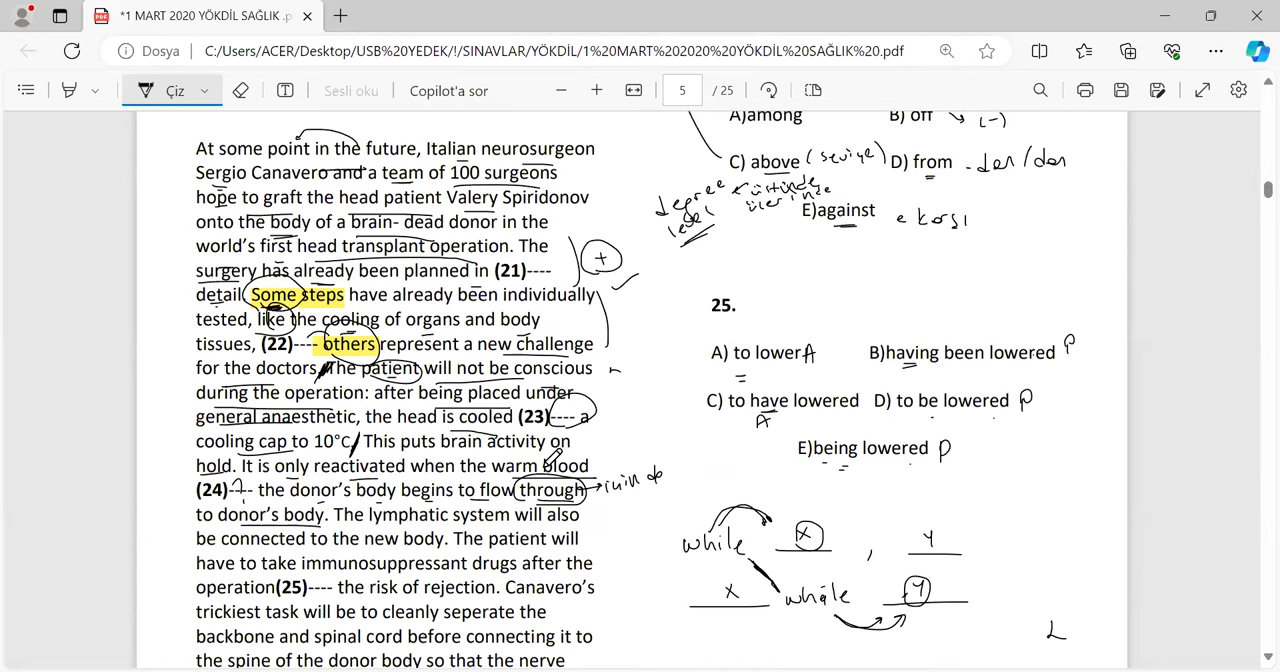 *1 MART 2020 YÖKDİL SAĞLIK .p
Dosya C:/Users/ACER/Desktop/USB%20YEDEK/!/SINAVLAR/YÖKDİL/1%20MART%202020%20YÖKDİL%20SAĞLIK%20.pdf
Çiz Sesli oku Copilot'a sor 5 / 25
At some point in the future, Italian neurosurgeon
Sergio Canavero and a team of 100 surgeons
hope to graft the head patient Valery Spiridonov
onto the body of a brain- dead donor in the
world's first head transplant operation. The
surgery has already been planned in (21)----
detail. Some steps have already been individually
tested, like the cooling of organs and body
tissues, (22)---- others represent a new challenge
for the doctors. The patient will not be conscious
during the operation: after being placed under
general anaesthetic, the head is cooled (23)---- a
cooling cap to 10°C. This puts brain activity on
hold. It is only reactivated when the warm blood
(24)---- the donor's body begins to flow through
to donor's body. The lymphatic system will also
be connected to the new body. The patient will
have to take immunosuppressant drugs after the
operation(25)---- the risk of rejection. Canavero's
trickiest task will be to cleanly seperate the
backbone and spinal cord before connecting it to
the spine of the donor body so that the nerve
+
içinde
A)among B) off (-)
C) above (seviye) D) from -den/dan
degree level üstünde üzerinde
E)against e karşı
25.
A) to lower A B)having been lowered P
C) to have lowered A D) to be lowered P
E)being lowered P
while X , Y
X while Y
L